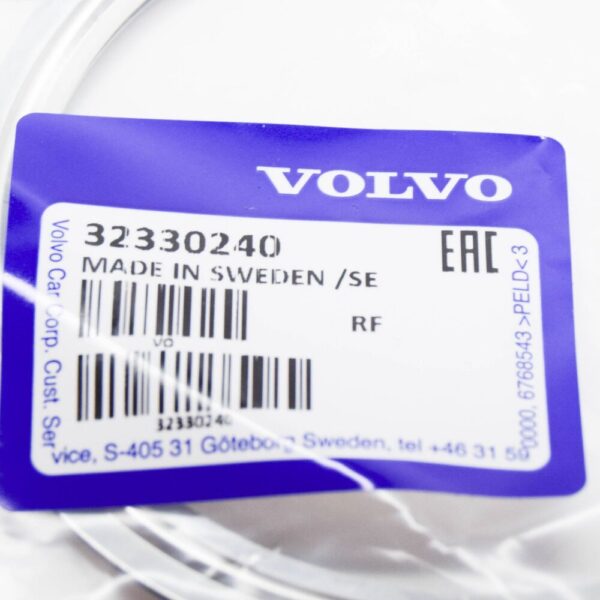 VOLVO
32330240
EAC
MADE IN SWEDEN /SE
RF
VO
32330240
Volvo Car Corp. Cust. Service, S-405 31 Göteborg Sweden, tel +46 31 59 0000, 6768543 >PELD< 3